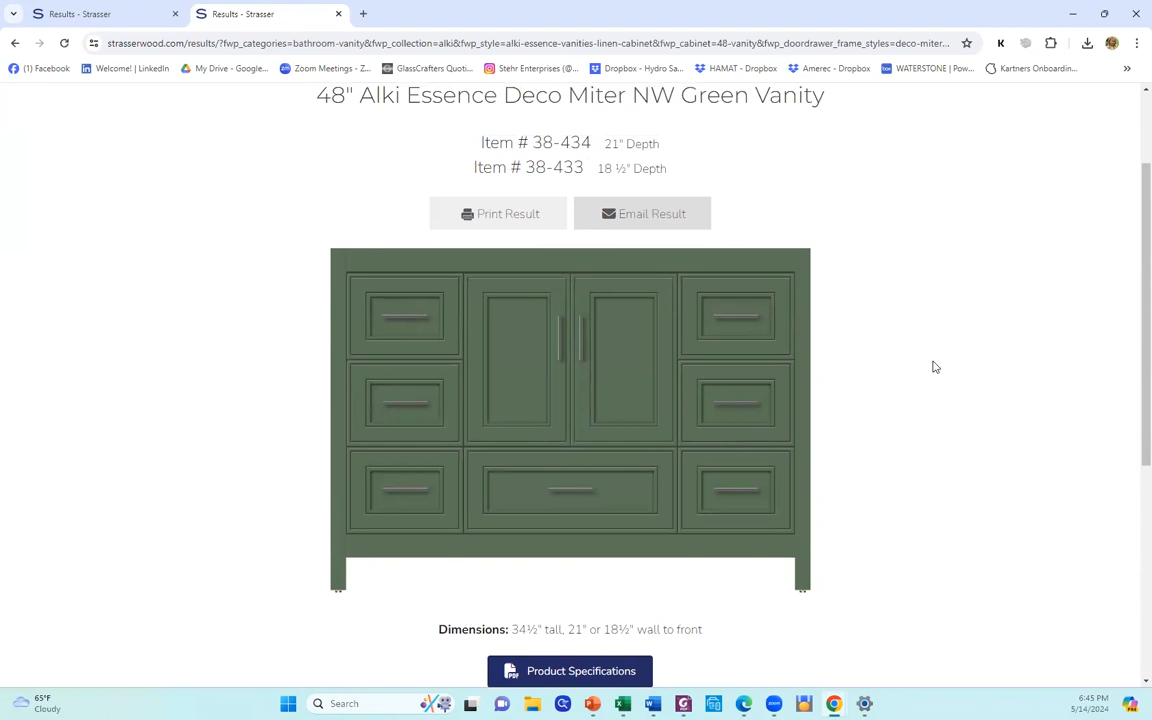 Results - Strasser
Results - Strasser
strasserwood.com/results/?fwp_categories=bathroom-vanity&fwp_collection=alki&fwp_style=alki-essence-vanities-linen-cabinet&fwp_cabinet=48-vanity&fwp_doordrawer_frame_styles=deco-miter...
(1) Facebook
Welcome! | LinkedIn
My Drive - Google...
Zoom Meetings - Z...
GlassCrafters Quoti...
Stehr Enterprises (@...
Dropbox - Hydro Sa...
HAMAT - Dropbox
Amerec - Dropbox
WATERSTONE | Pow...
Kartners Onboardin...
48" Alki Essence Deco Miter NW Green Vanity
Item # 38-434 21" Depth
Item # 38-433 18 ½" Depth
Print Result
Email Result
Dimensions: 34½" tall, 21" or 18½" wall to front
PDF Product Specifications
65°F
Cloudy
Search
6:45 PM
5/14/2024